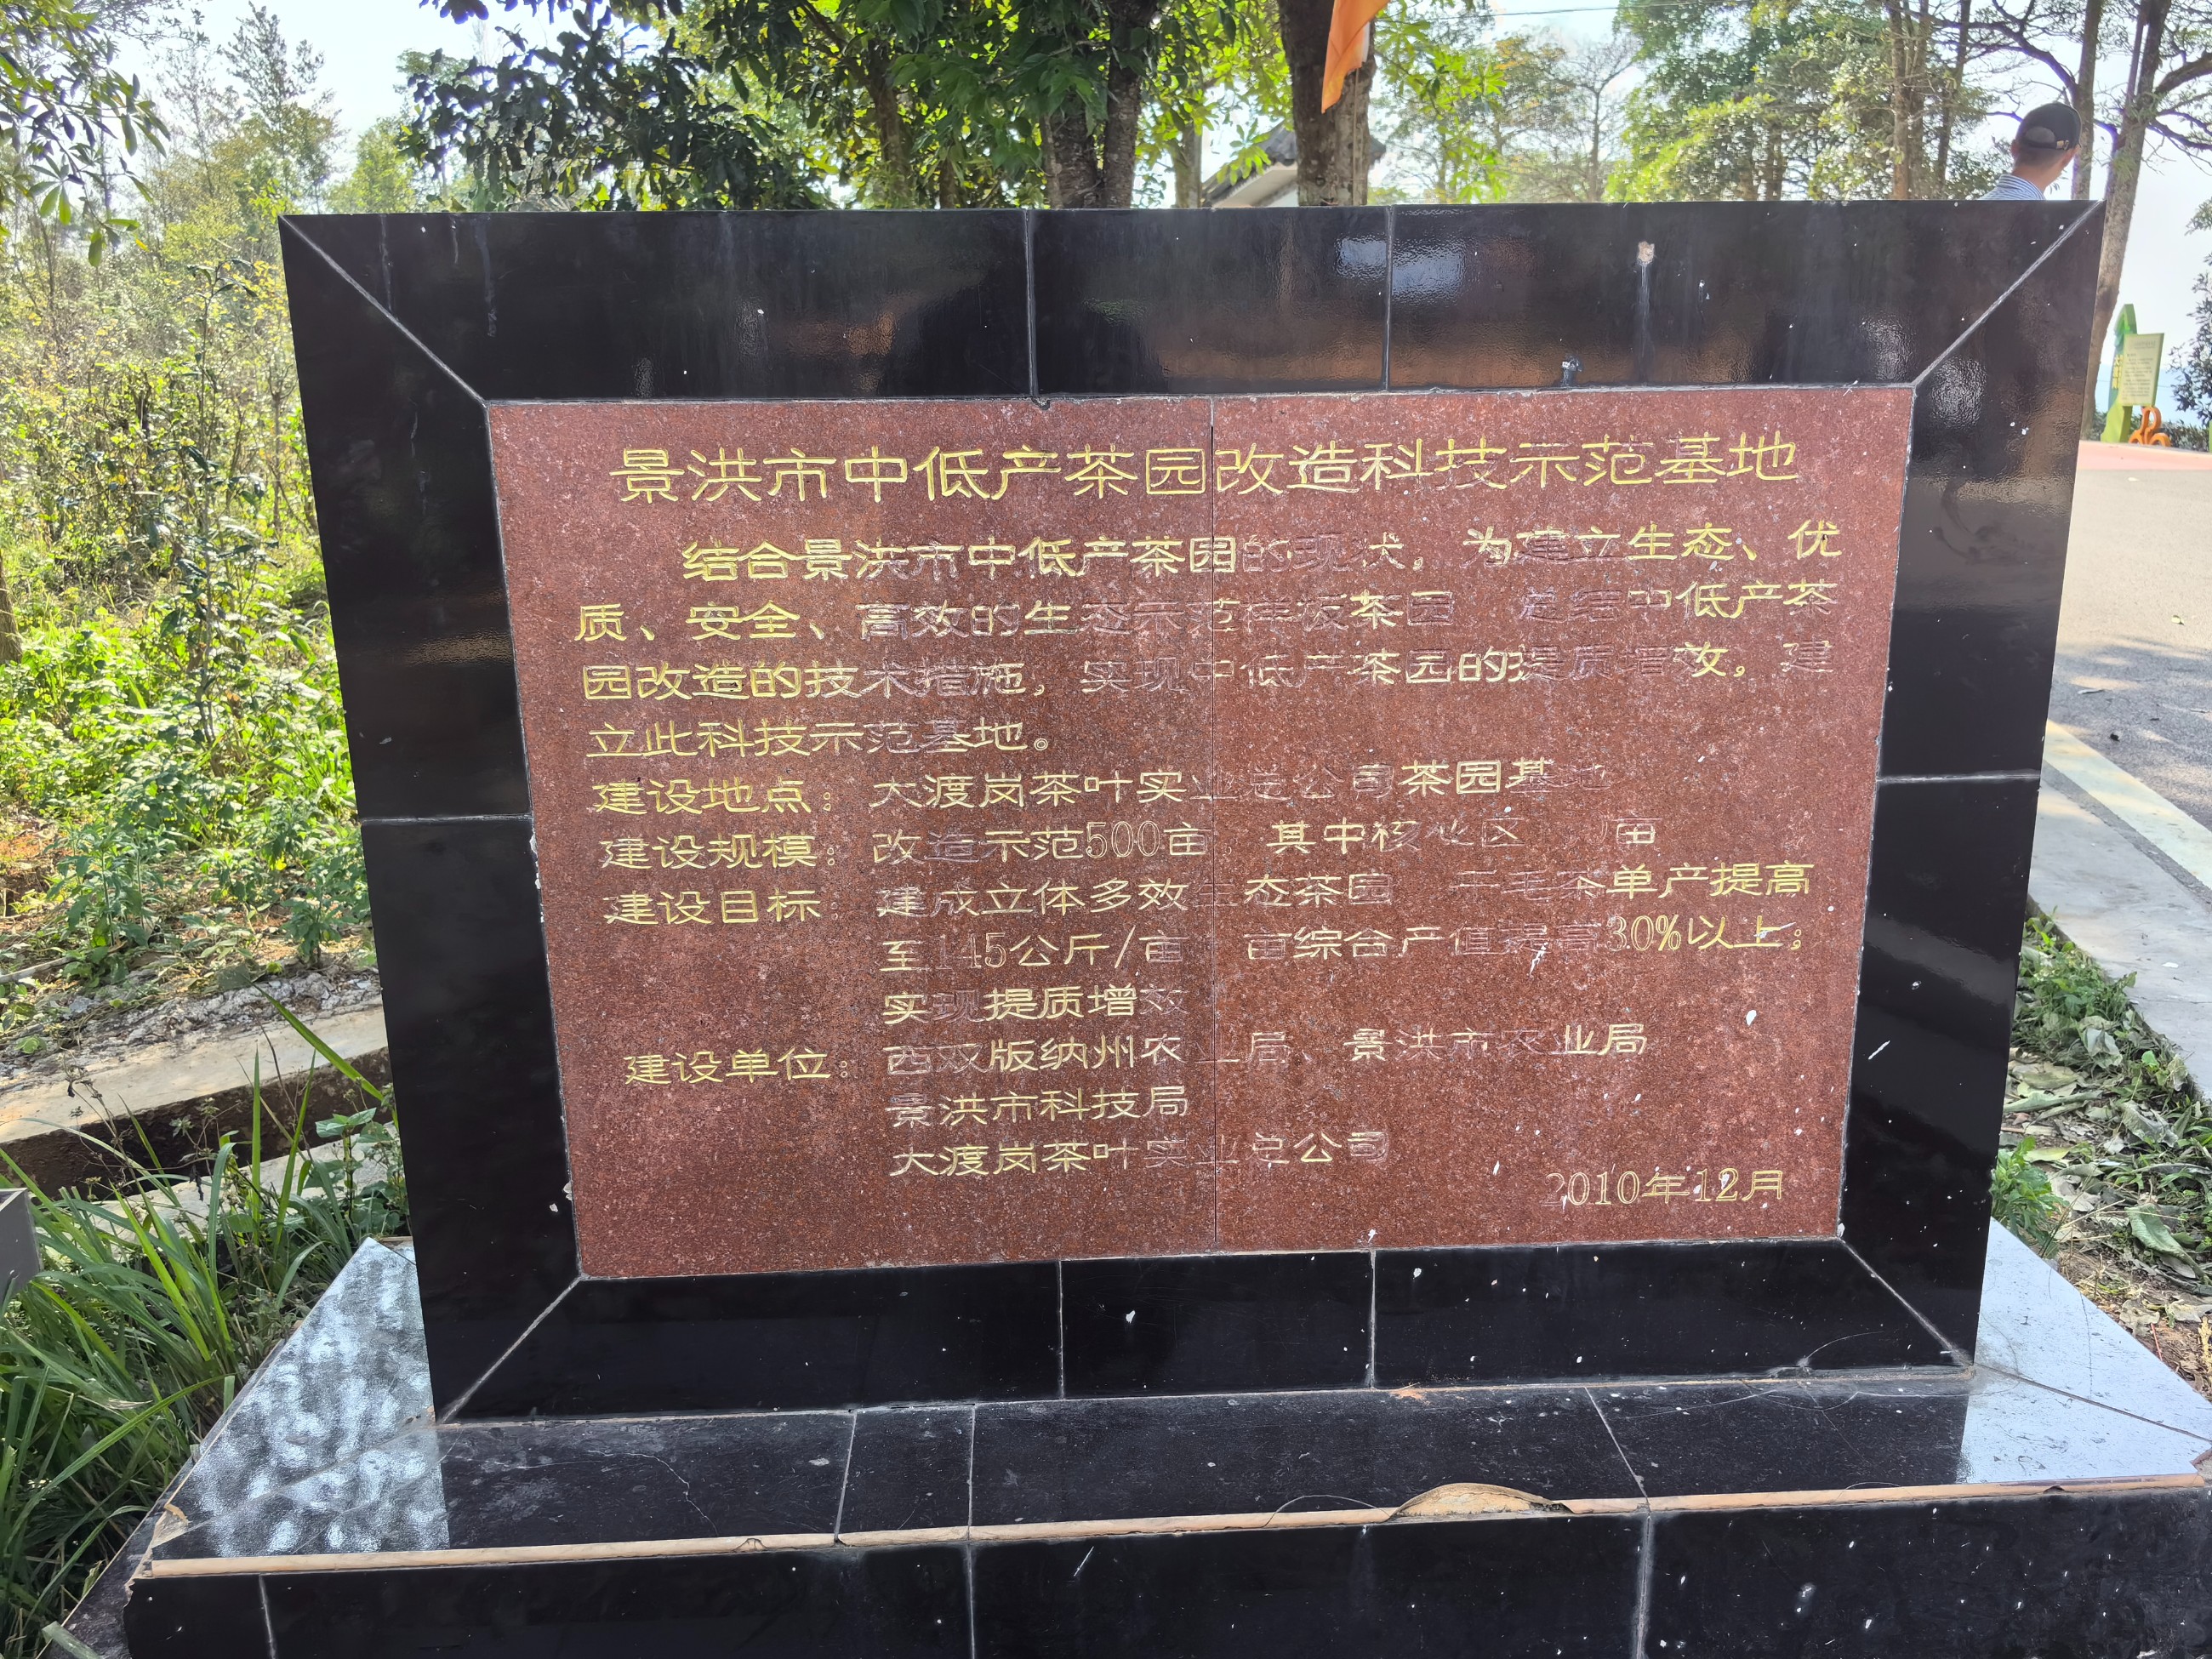 景洪市中低产茶园改造科技示范基地
结合景洪市中低产茶园的现状，为建立生态、优
质、安全、高效的生态示范样板茶园 总结中低产茶
园改造的技术措施，实现中低产茶园的提质增效。建
立此科技示范基地。
建设地点：大渡岗茶叶实业总公司茶园基地
建设规模：改造示范500亩，其中核心区 亩
建设目标：建成立体多效生态茶园 干毛茶单产提高
至145公斤/亩 亩综合产值提高30%以上；
实现提质增效
建设单位：西双版纳州农业局、景洪市农业局
景洪市科技局
大渡岗茶叶实业总公司
2010年12月